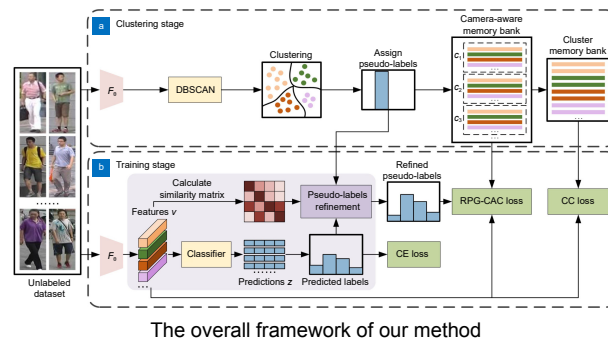 a Clustering stage
Camera-aware
memory bank
Cluster
memory bank
Clustering
Assign
pseudo-labels
F₀
DBSCAN
C₁
...
C₂
...
C₃
...
...
b Training stage
Calculate
similarity matrix
Features v
Pseudo-labels
refinement
Refined
pseudo-labels
RPG-CAC loss
CC loss
......
F₀
Classifier
......
Predictions z
Predicted labels
CE loss
...
Unlabeled
dataset
The overall framework of our method